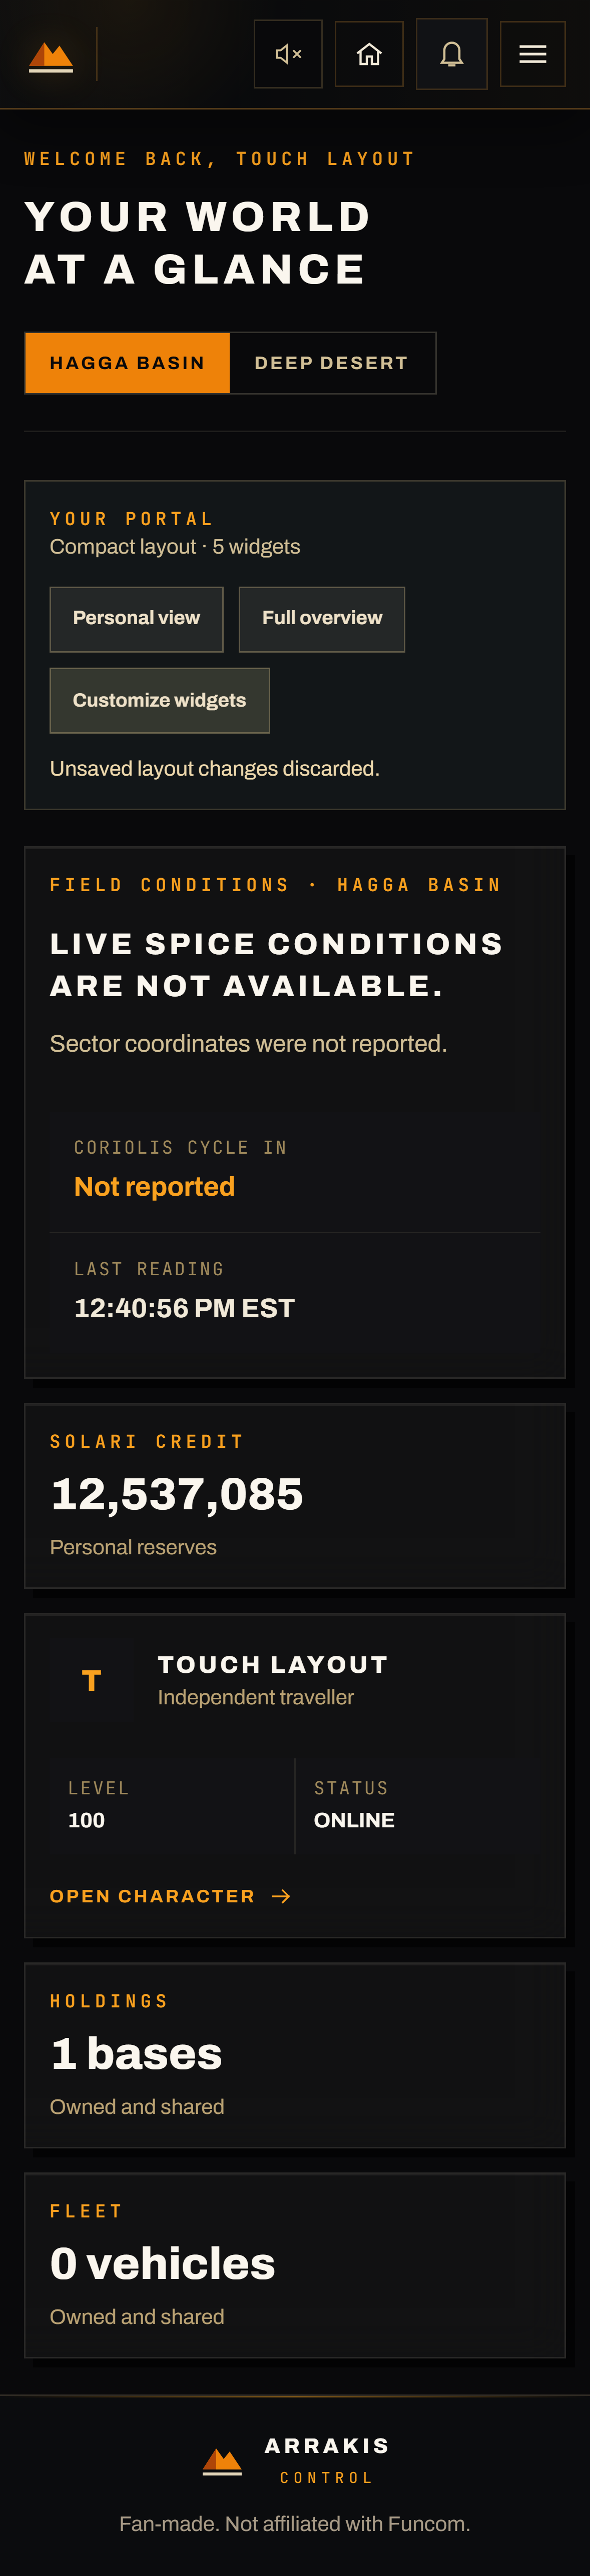 WELCOME BACK, TOUCH LAYOUT
YOUR WORLD
AT A GLANCE
HAGGA BASIN
DEEP DESERT
YOUR PORTAL
Compact layout · 5 widgets
Personal view
Full overview
Customize widgets
Unsaved layout changes discarded.
FIELD CONDITIONS · HAGGA BASIN
LIVE SPICE CONDITIONS
ARE NOT AVAILABLE.
Sector coordinates were not reported.
CORIOLIS CYCLE IN
Not reported
LAST READING
12:40:56 PM EST
SOLARI CREDIT
12,537,085
Personal reserves
T
TOUCH LAYOUT
Independent traveller
LEVEL
100
STATUS
ONLINE
OPEN CHARACTER →
HOLDINGS
1 bases
Owned and shared
FLEET
0 vehicles
Owned and shared
ARRAKIS
CONTROL
Fan-made. Not affiliated with Funcom.